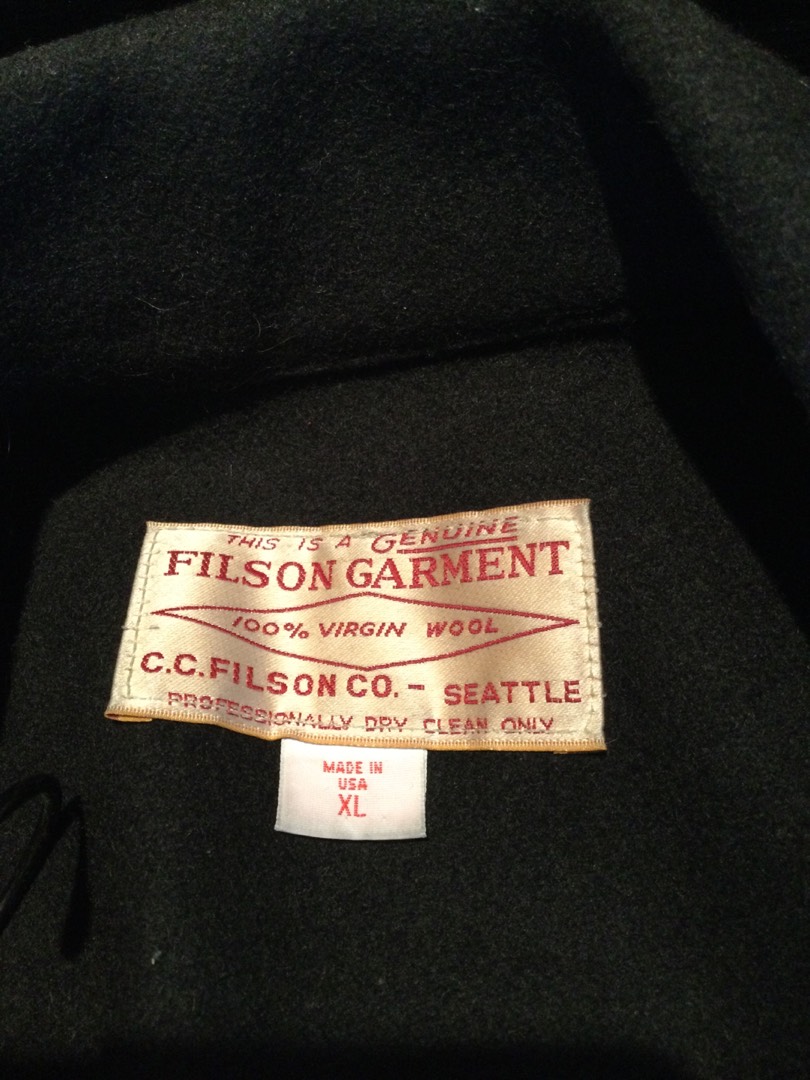 THIS IS A GENUINE
FILSON GARMENT
100% VIRGIN WOOL
C.C. FILSON CO. - SEATTLE
PROFESSIONALLY DRY CLEAN ONLY
MADE IN
USA
XL